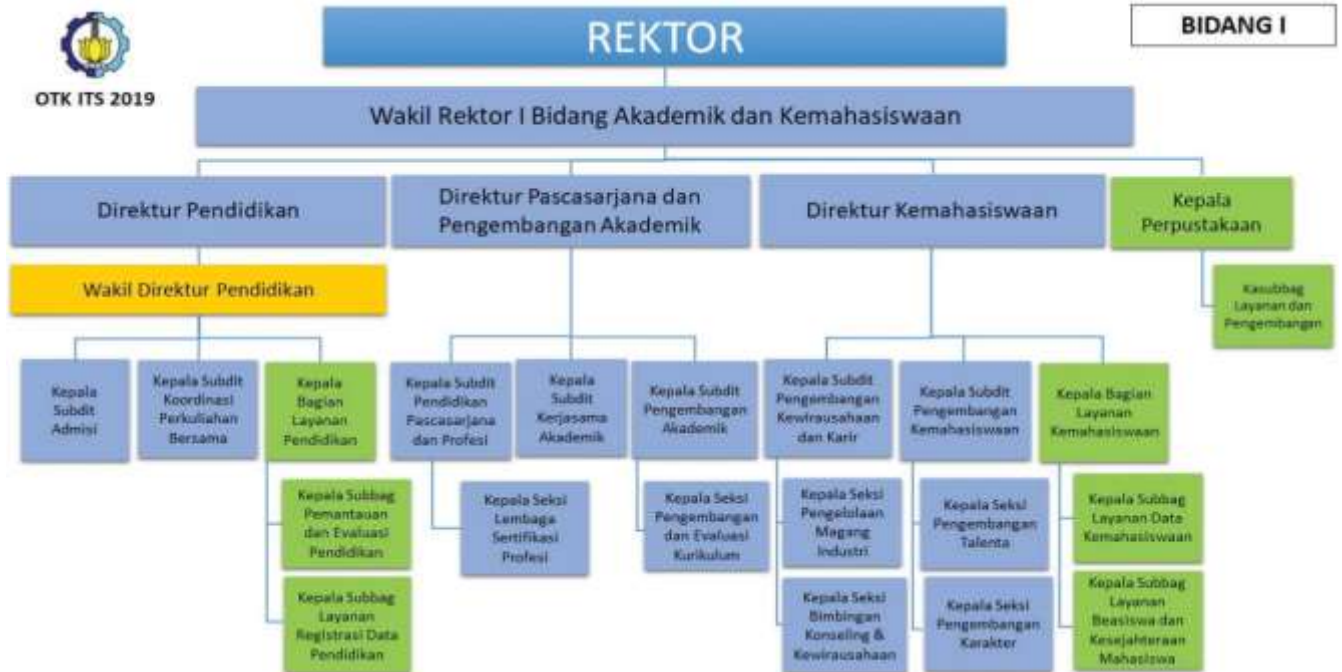 REKTOR
BIDANG I
OTK ITS 2019
Wakil Rektor I Bidang Akademik dan Kemahasiswaan
Direktur Pendidikan
Direktur Pascasarjana dan
Pengembangan Akademik
Direktur Kemahasiswaan
Kepala
Perpustakaan
Wakil Direktur Pendidikan
Kasubbag
Layanan dan
Pengembangan
Kepala
Subdit
Admisi
Kepala Subdit
Koordinasi
Perkuliahan
Bersama
Kepala
Bagian
Layanan
Pendidikan
Kepala Subdit
Pendidikan
Pascasarjana
dan Profesi
Kepala
Subdit
Kerjasama
Akademik
Kepala Subdit
Pengembangan
Akademik
Kepala Subdit
Pengembangan
Kewirausahaan
dan Karir
Kepala Subdit
Pengembangan
Kemahasiswaan
Kepala Bagian
Layanan
Kemahasiswaan
Kepala Subbag
Pemantauan
dan Evaluasi
Pendidikan
Kepala Seksi
Lembaga
Sertifikasi
Profesi
Kepala Seksi
Pengembangan
dan Evaluasi
Kurikulum
Kepala Seksi
Pengelolaan
Magang
Industri
Kepala Seksi
Pengembangan
Talenta
Kepala Subbag
Layanan Data
Kemahasiswaan
Kepala Subbag
Layanan
Registrasi Data
Pendidikan
Kepala Seksi
Bimbingan
Konseling &
Kewirausahaan
Kepala Seksi
Pengembangan
Karakter
Kepala Subbag
Layanan
Beasiswa dan
Kesejahteraan
Mahasiswa